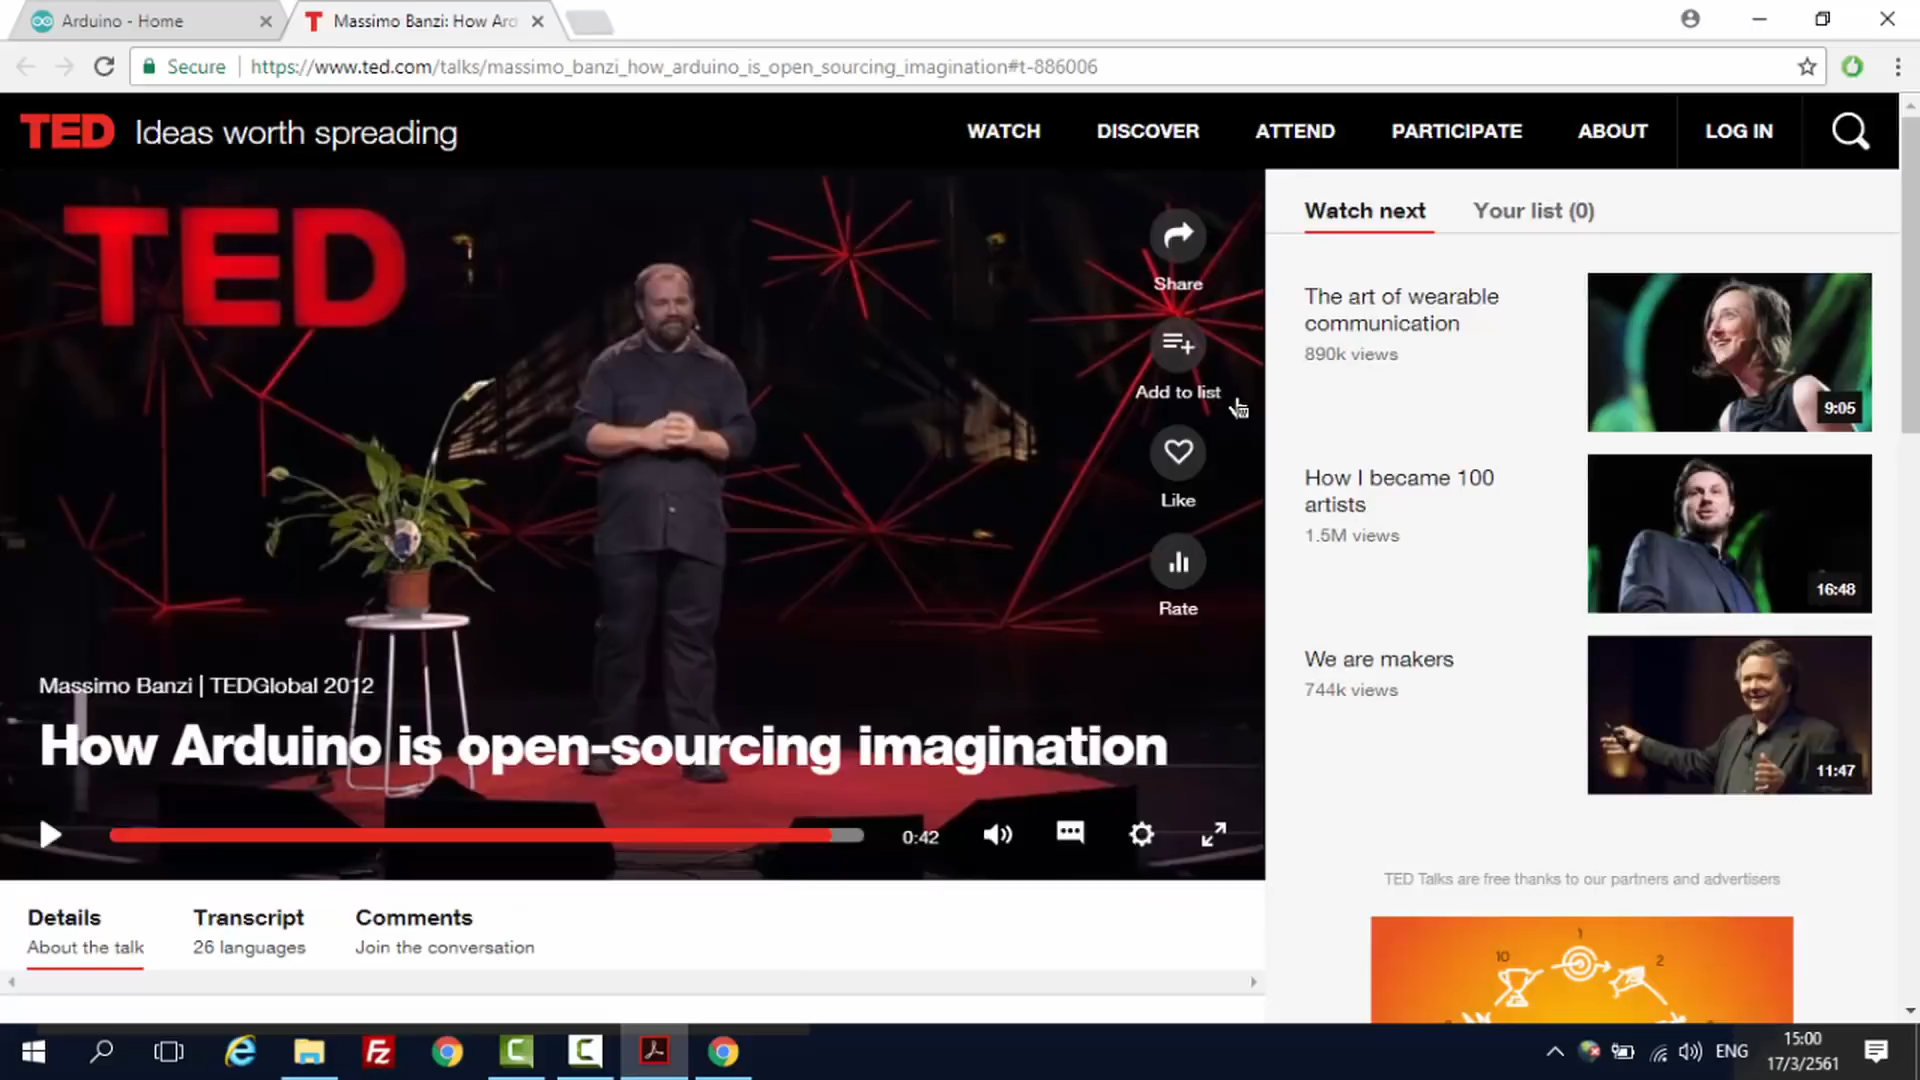 Arduino - Home
Massimo Banzi: How Ard
Secure
https://www.ted.com/talks/massimo_banzi_how_arduino_is_open_sourcing_imagination#t-886006
TED Ideas worth spreading
WATCH DISCOVER ATTEND PARTICIPATE ABOUT LOG IN
TED
Share
Add to list
Like
Rate
Massimo Banzi | TEDGlobal 2012
How Arduino is open-sourcing imagination
0:42
Watch next Your list (0)
The art of wearable
communication
890k views
9:05
How I became 100
artists
1.5M views
16:48
We are makers
744k views
11:47
TED Talks are free thanks to our partners and advertisers
10 1 2
Details Transcript Comments
About the talk 26 languages Join the conversation
ENG
15:00
17/3/2561